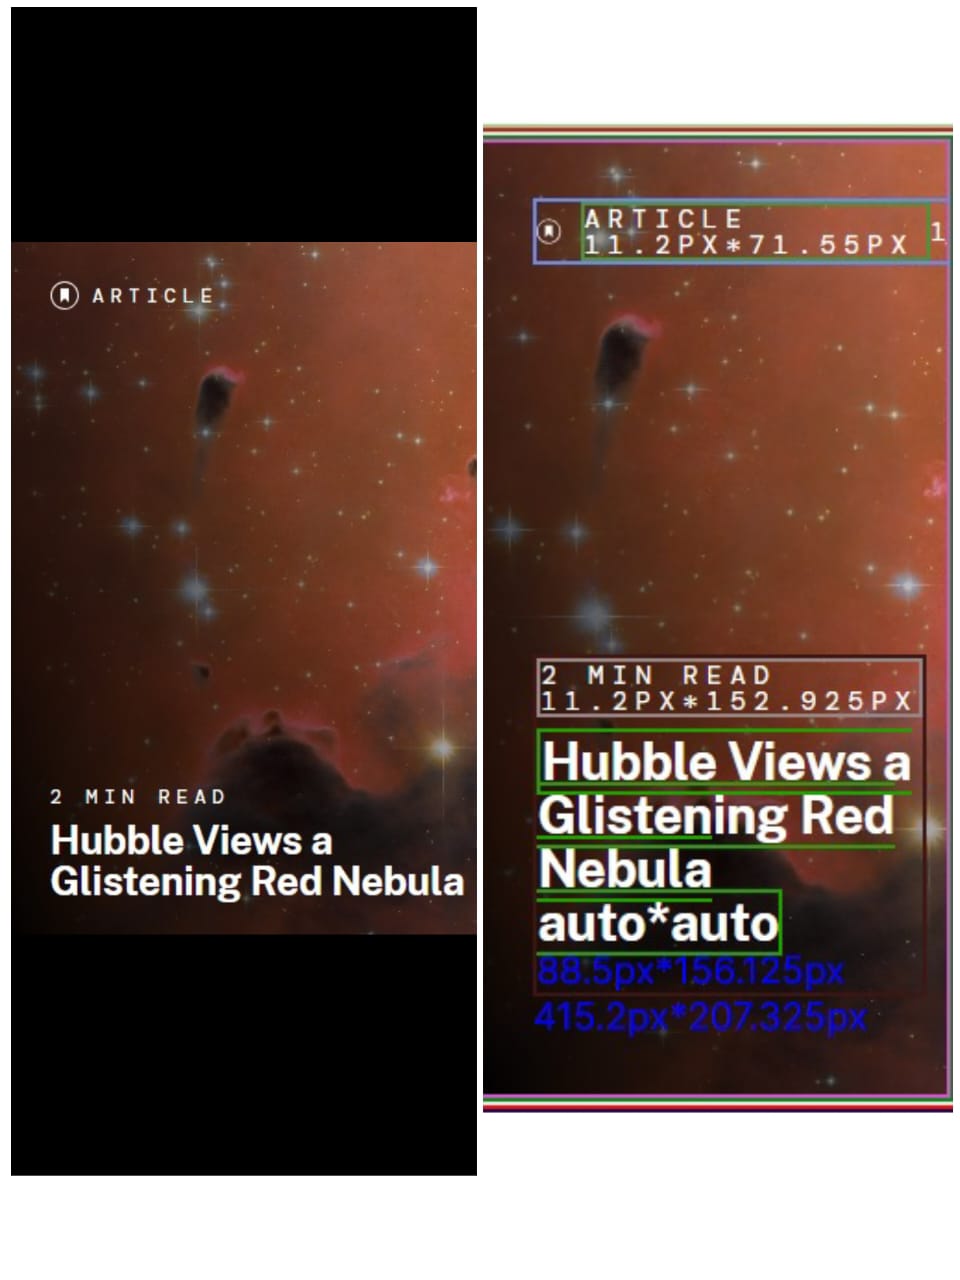 ARTICLE
2 MIN READ
Hubble Views a
Glistening Red Nebula
ARTICLE
11.2PX*71.55PX
1
2 MIN READ
11.2PX*152.925PX
Hubble Views a
Glistening Red
Nebula
auto*auto
88.5px*156.125px
415.2px*207.325px